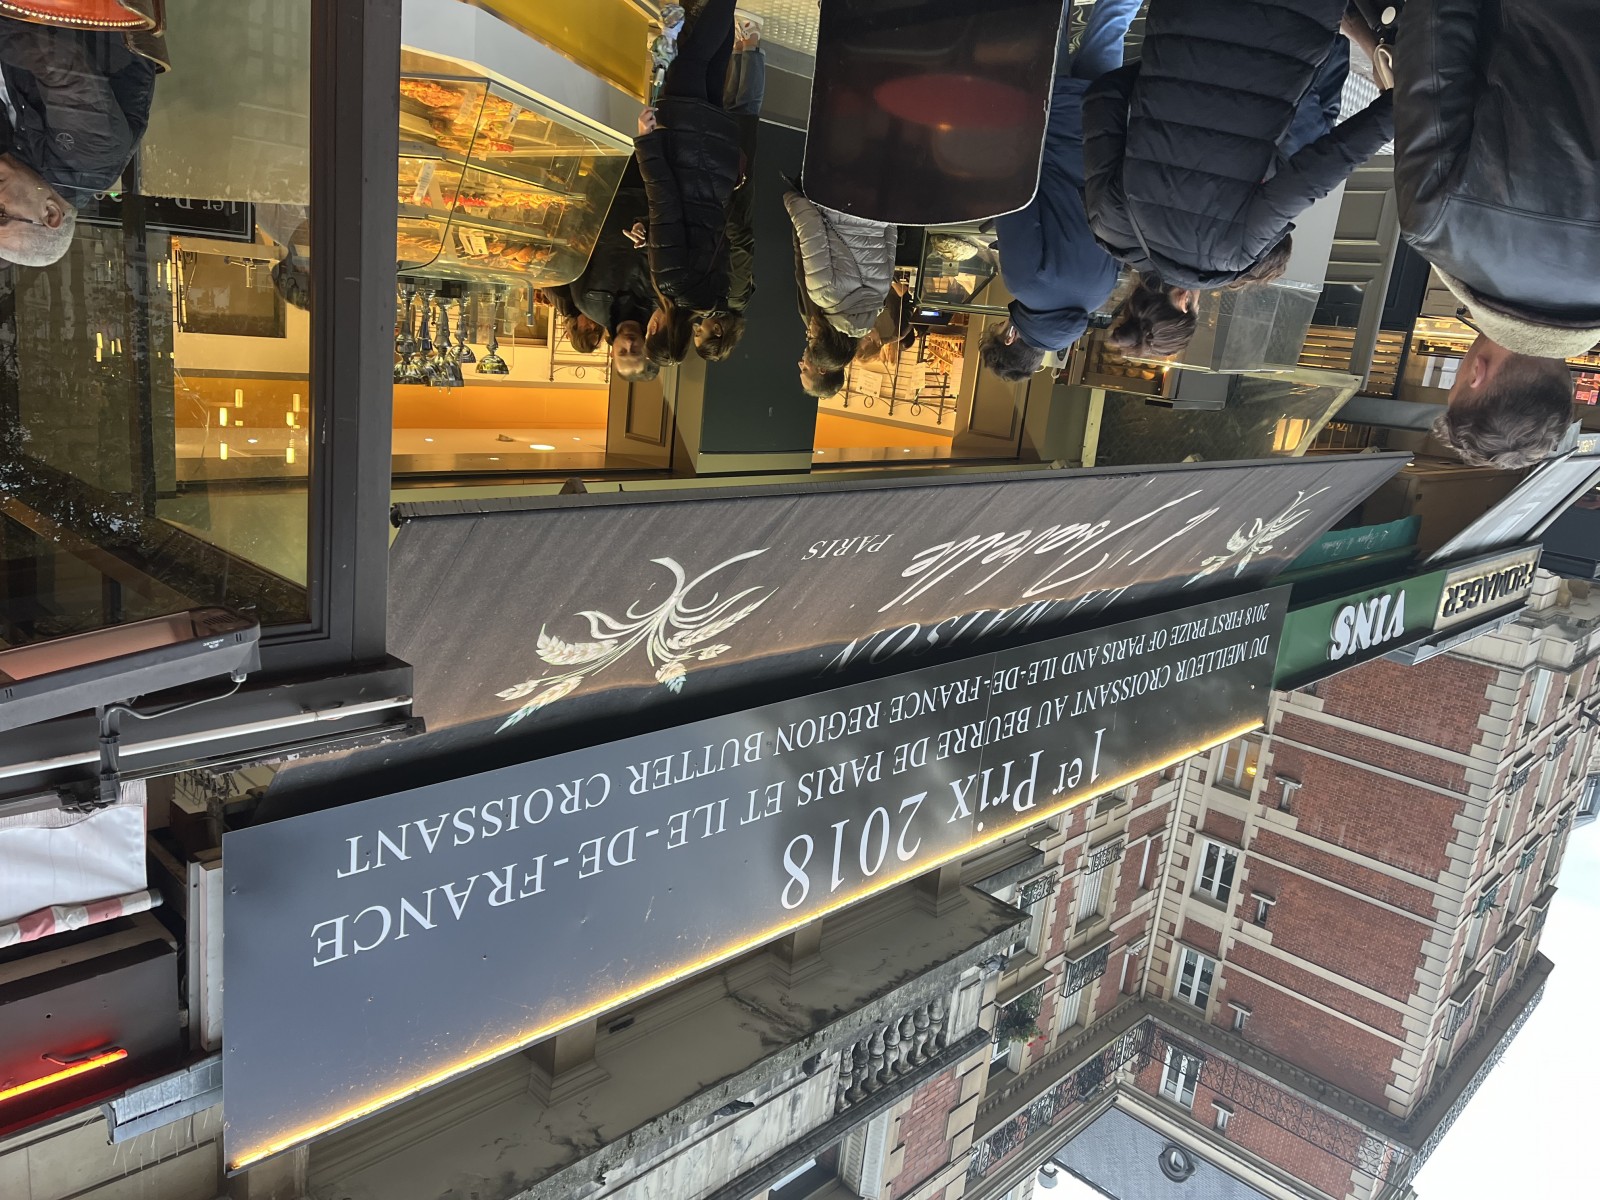 1er Prix 2018
DU MEILLEUR CROISSANT AU BEURRE DE PARIS ET ILE-DE-FRANCE
2018 FIRST PRIZE OF PARIS AND ILE-DE-FRANCE REGION BUTTER CROISSANT
LA MAISON
d'Isabelle
PARIS
VINS
FROMAGER